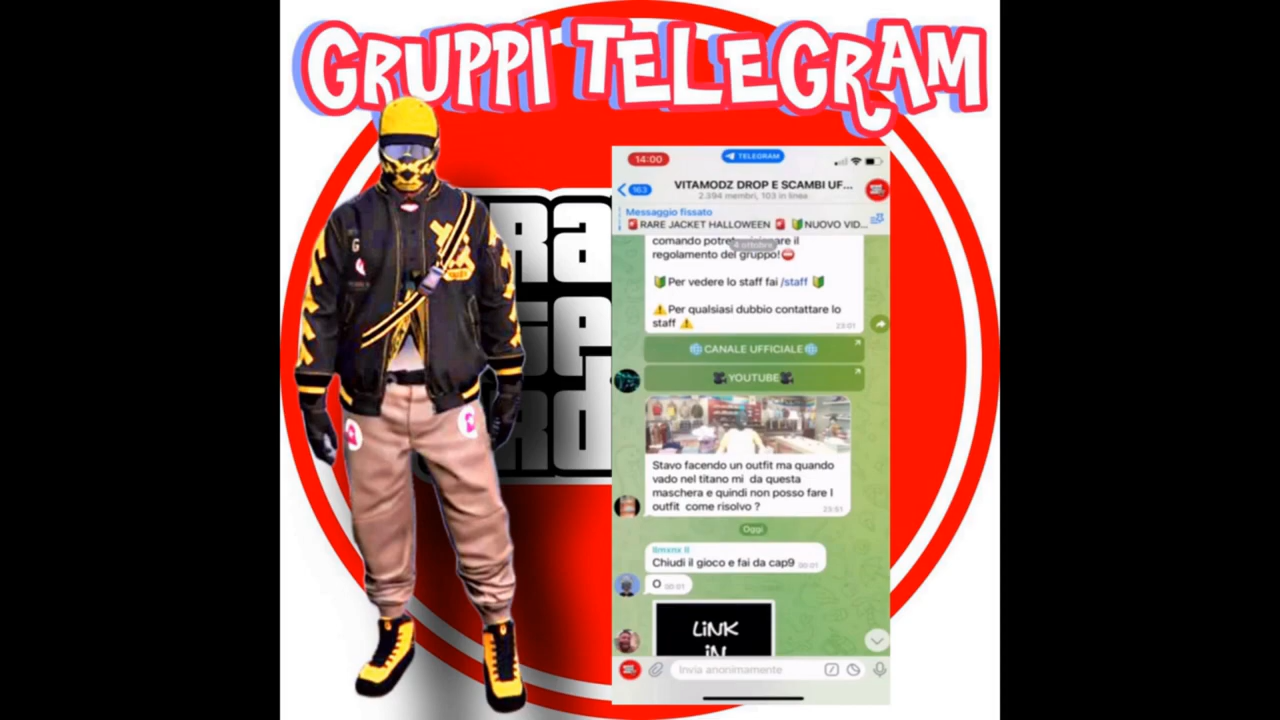 GRUPPI TELEGRAM
14:00
TELEGRAM
163
VITAMODZ DROP E SCAMBI UF...
2.394 membri, 103 in linea
Messaggio fissato
🚨RARE JACKET HALLOWEEN 🚨 🔰NUOVO VID...
4 ottobre
regolamento del gruppo!⛔
🔰Per vedere lo staff fai /staff 🔰
⚠️Per qualsiasi dubbio contattare lo
staff ⚠️
23:01
🌐CANALE UFFICIALE🌐
🎥YOUTUBE🎥
Stavo facendo un outfit ma quando
vado nel titano mi da questa
maschera e quindi non posso fare l
outfit come risolvo ?
23:51
Oggi
Chiudi il gioco e fai da cap9 00:01
O 00:01
LiNK
iN
Invia anonimamente